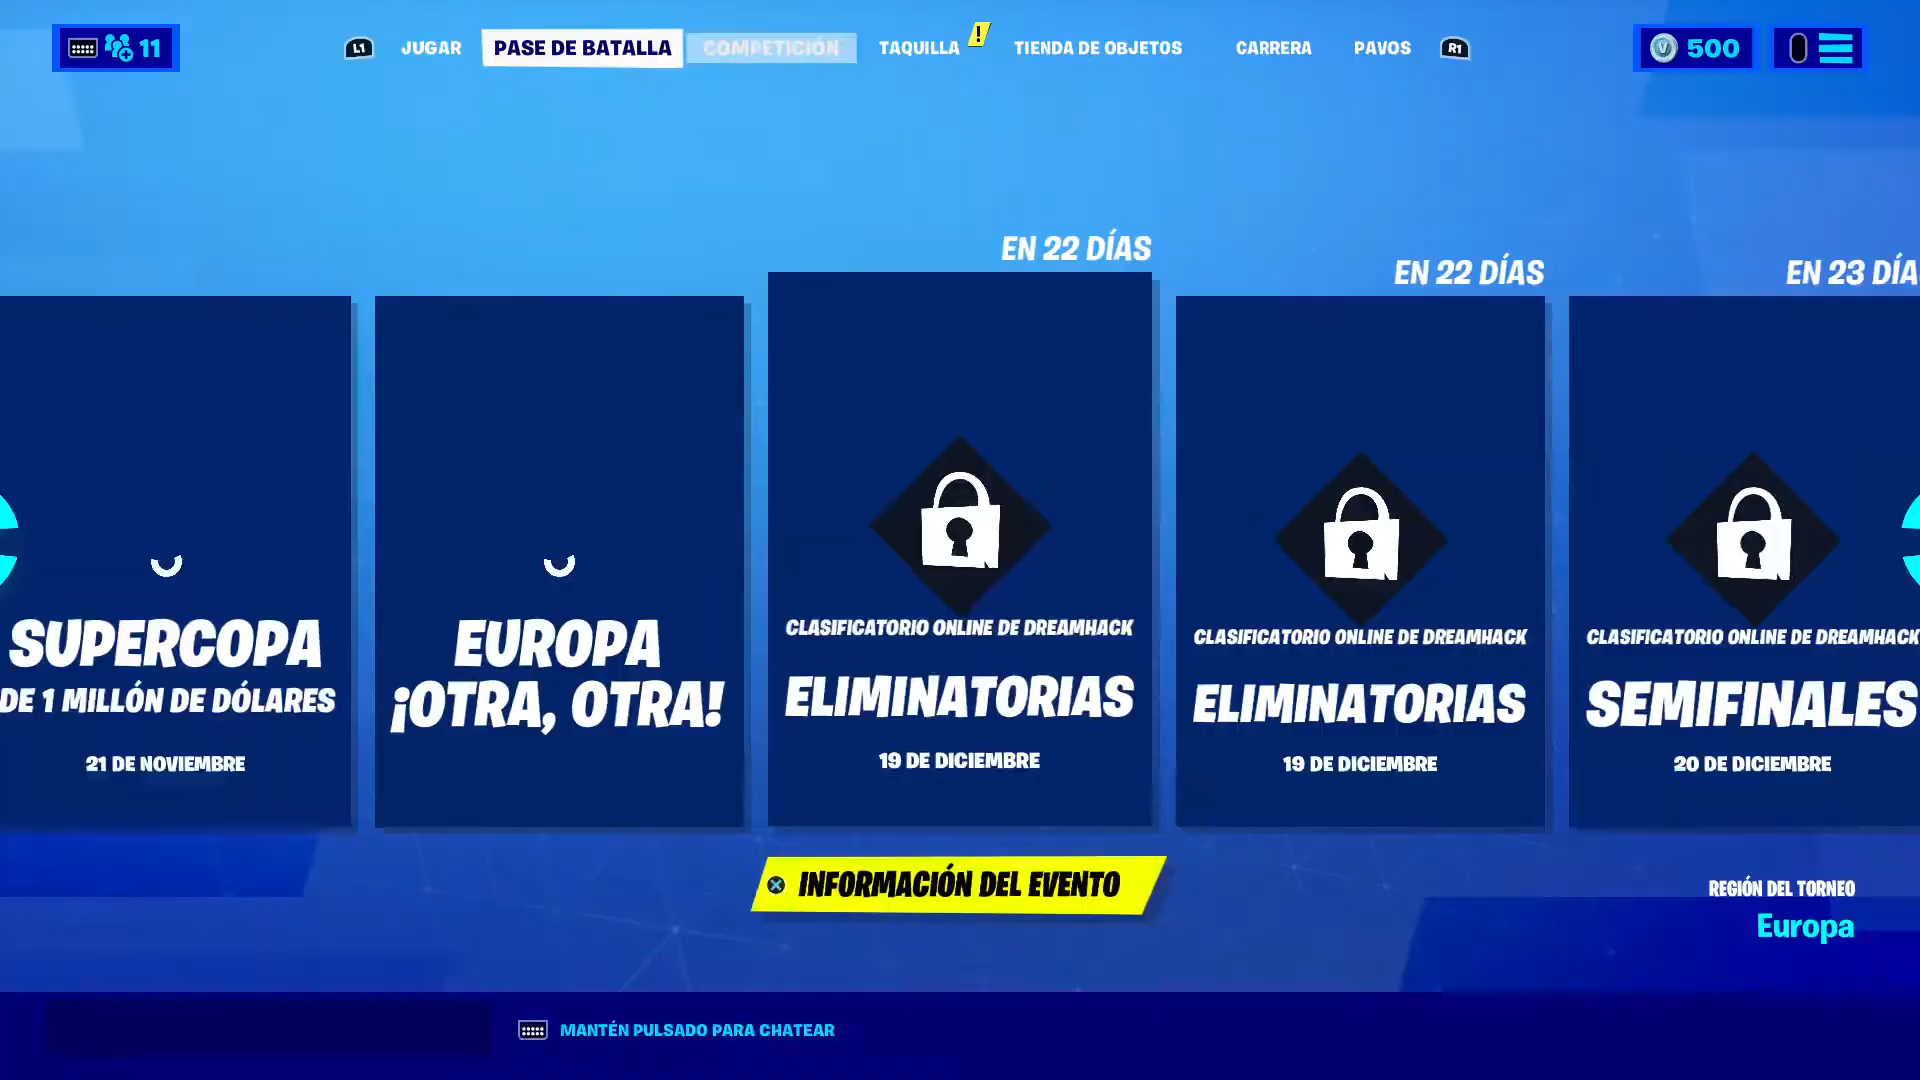 11
L1
JUGAR
PASE DE BATALLA
COMPETICIÓN
TAQUILLA
!
TIENDA DE OBJETOS
CARRERA
PAVOS
R1
500
EN 22 DÍAS
EN 22 DÍAS
EN 23 DÍA
SUPERCOPA
DE 1 MILLÓN DE DÓLARES
21 DE NOVIEMBRE
EUROPA
¡OTRA, OTRA!
CLASIFICATORIO ONLINE DE DREAMHACK
ELIMINATORIAS
19 DE DICIEMBRE
CLASIFICATORIO ONLINE DE DREAMHACK
ELIMINATORIAS
19 DE DICIEMBRE
CLASIFICATORIO ONLINE DE DREAMHACK
SEMIFINALES
20 DE DICIEMBRE
INFORMACIÓN DEL EVENTO
REGIÓN DEL TORNEO
Europa
MANTÉN PULSADO PARA CHATEAR